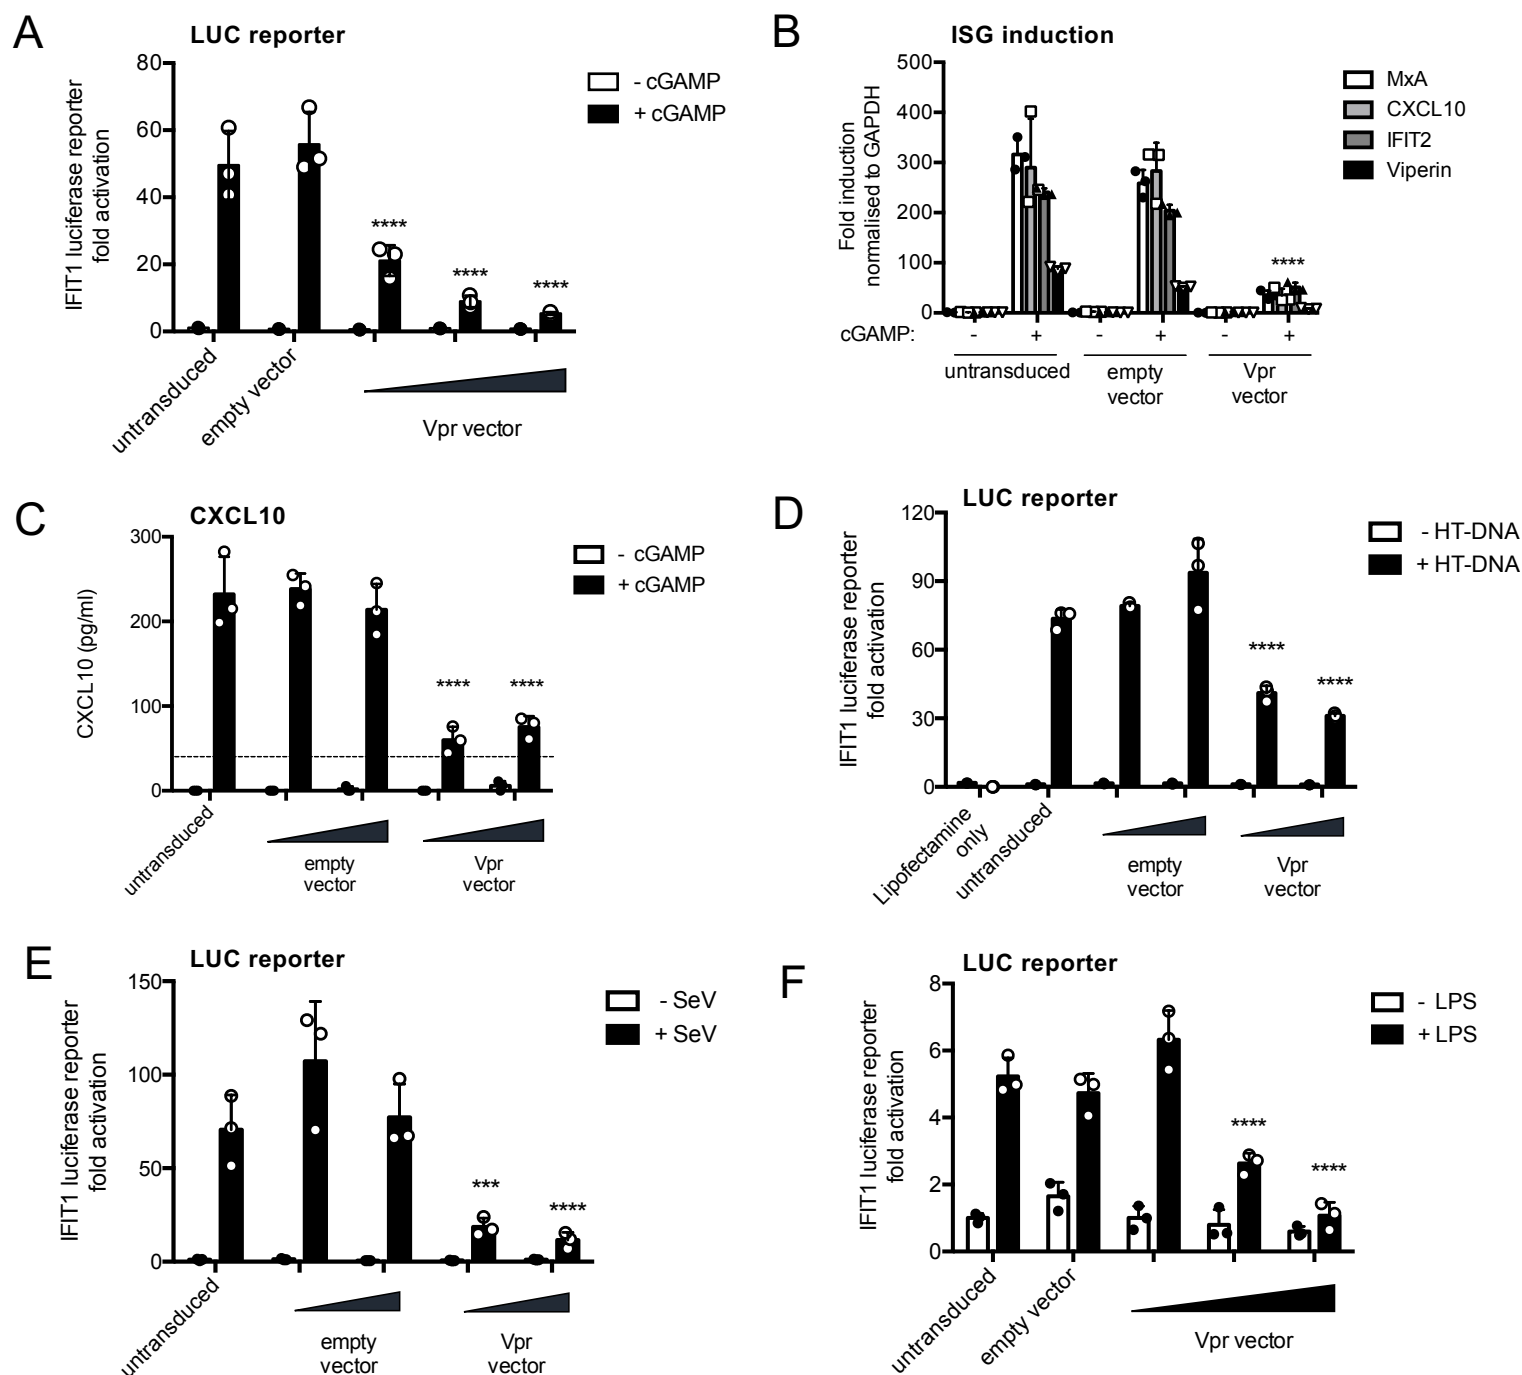 A
LUC reporter
IFIT1 luciferase reporter
fold activation
80
60
40
20
0
****
****
****
- cGAMP
+ cGAMP
untransduced
empty vector
Vpr vector
B
ISG induction
Fold induction
normalised to GAPDH
500
400
300
200
100
0
****
MxA
CXCL10
IFIT2
Viperin
cGAMP: - + - + - +
untransduced
empty
vector
Vpr
vector
C
CXCL10
CXCL10 (pg/ml)
300
200
100
0
****
****
- cGAMP
+ cGAMP
untransduced
empty
vector
Vpr
vector
D
LUC reporter
IFIT1 luciferase reporter
fold activation
120
90
60
30
0
****
****
- HT-DNA
+ HT-DNA
Lipofectamine
only
untransduced
empty
vector
Vpr
vector
E
LUC reporter
IFIT1 luciferase reporter
fold activation
150
100
50
0
***
****
- SeV
+ SeV
untransduced
empty
vector
Vpr
vector
F
LUC reporter
IFIT1 luciferase reporter
fold activation
8
6
4
2
0
****
****
- LPS
+ LPS
untransduced
empty vector
Vpr vector